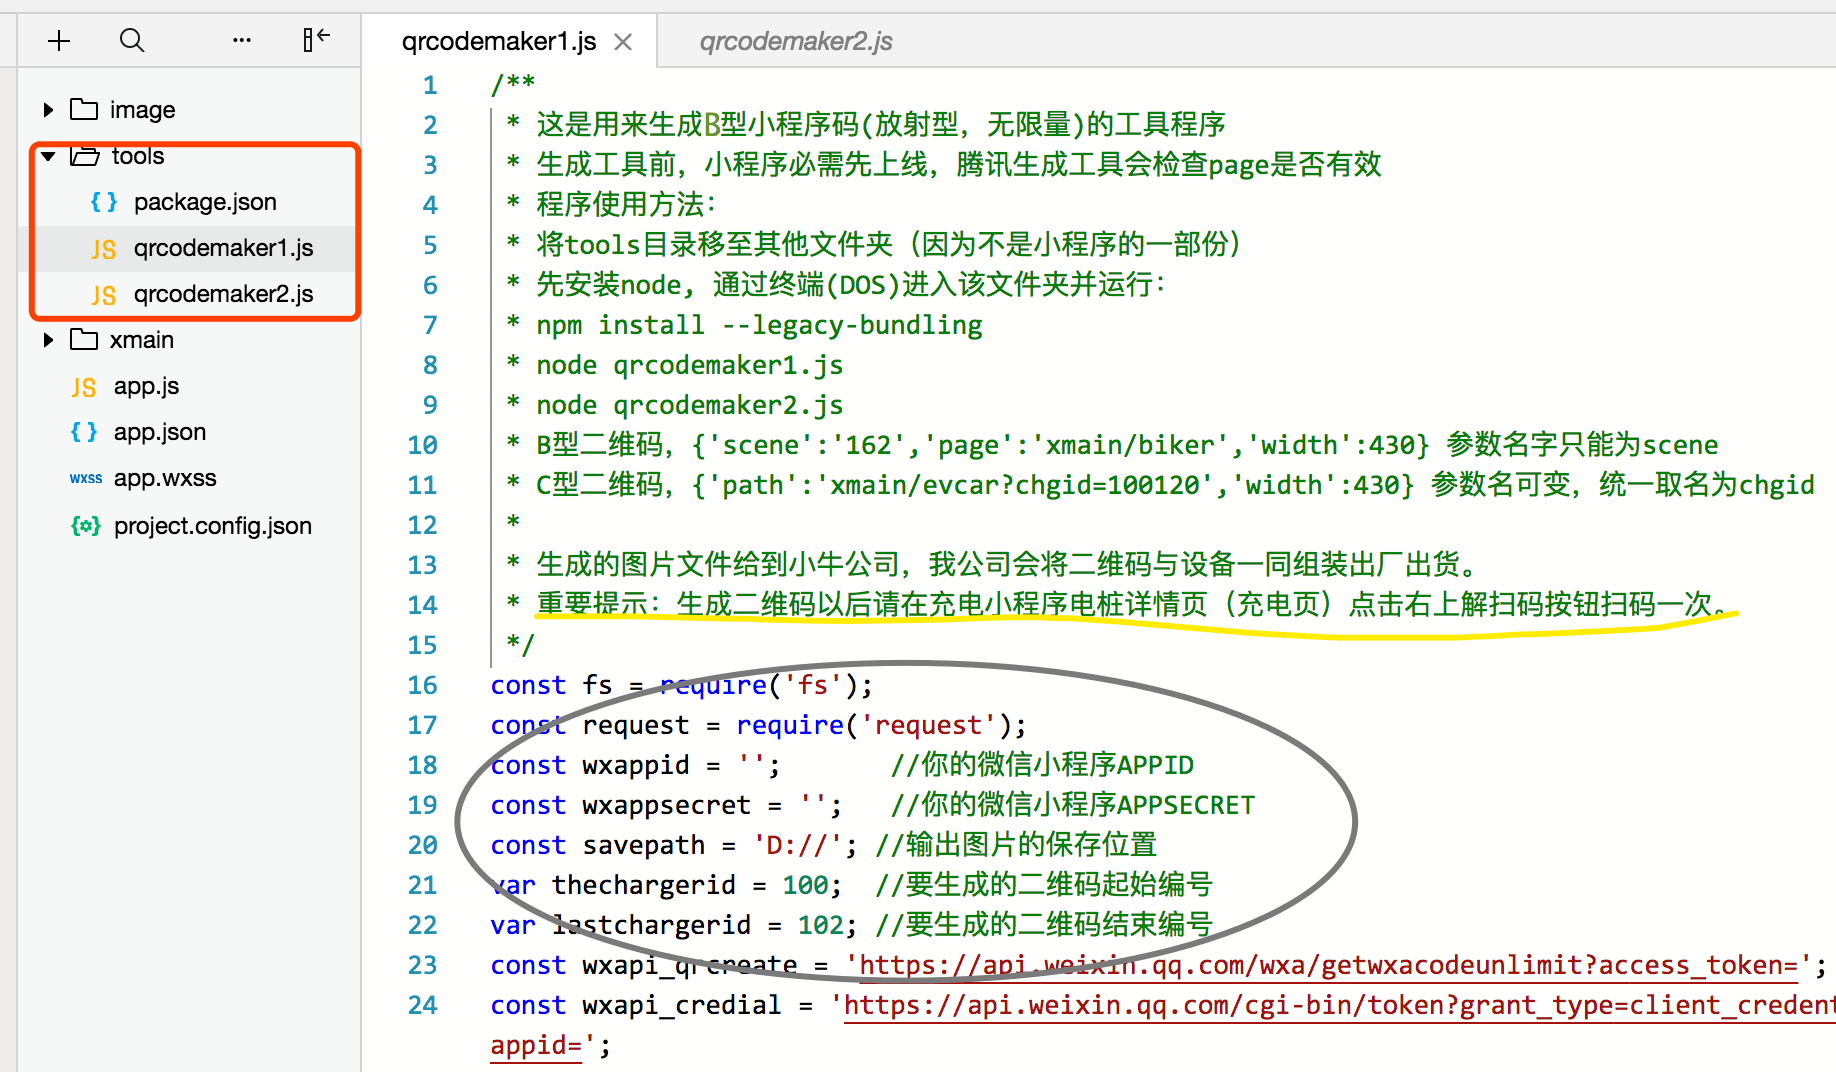 qrcodemaker1.js
qrcodemaker2.js
image
tools
package.json
qrcodemaker1.js
qrcodemaker2.js
xmain
JS app.js
app.json
wxss app.wxss
project.config.json
1 /**
2 * 这是用来生成B型小程序码(放射型，无限量)的工具程序
3 * 生成工具前，小程序必需先上线，腾讯生成工具会检查page是否有效
4 * 程序使用方法：
5 * 将tools目录移至其他文件夹（因为不是小程序的一部份）
6 * 先安装node, 通过终端(DOS)进入该文件夹并运行：
7 * npm install --legacy-bundling
8 * node qrcodemaker1.js
9 * node qrcodemaker2.js
10 * B型二维码，{'scene':'162','page':'xmain/biker','width':430} 参数名字只能为scene
11 * C型二维码，{'path':'xmain/evcar?chgid=100120','width':430} 参数名可变，统一取名为chgid
12 *
13 * 生成的图片文件给到小牛公司，我公司会将二维码与设备一同组装出厂出货。
14 * 重要提示：生成二维码以后请在充电小程序电桩详情页（充电页）点击右上解扫码按钮扫码一次。
15 */
16 const fs = require('fs');
17 const request = require('request');
18 const wxappid = ''; //你的微信小程序APPID
19 const wxappsecret = ''; //你的微信小程序APPSECRET
20 const savepath = 'D://'; //输出图片的保存位置
21 var thechargerid = 100; //要生成的二维码起始编号
22 var lastchargerid = 102; //要生成的二维码结束编号
23 const wxapi_qrcreate = 'https://api.weixin.qq.com/wxa/getwxacodeunlimit?access_token=';
24 const wxapi_credial = 'https://api.weixin.qq.com/cgi-bin/token?grant_type=client_credent
appid=';